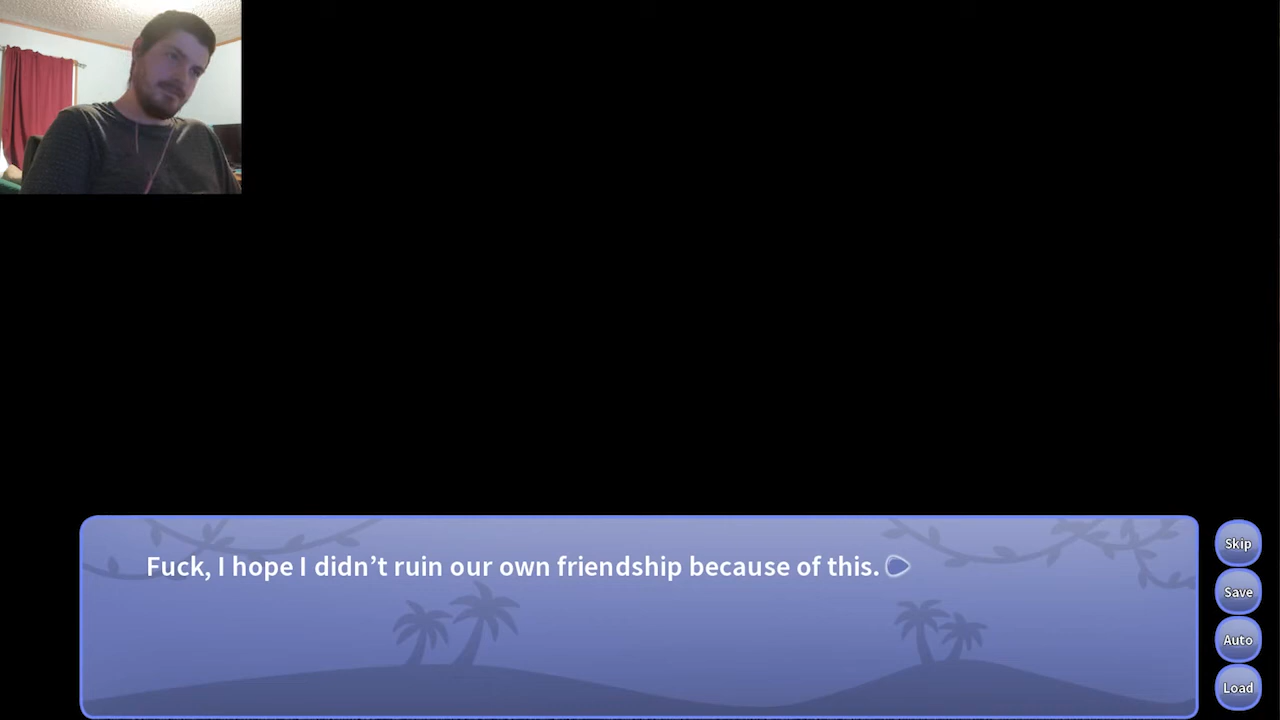 Fuck, I hope I didn’t ruin our own friendship because of this.
Skip
Save
Auto
Load